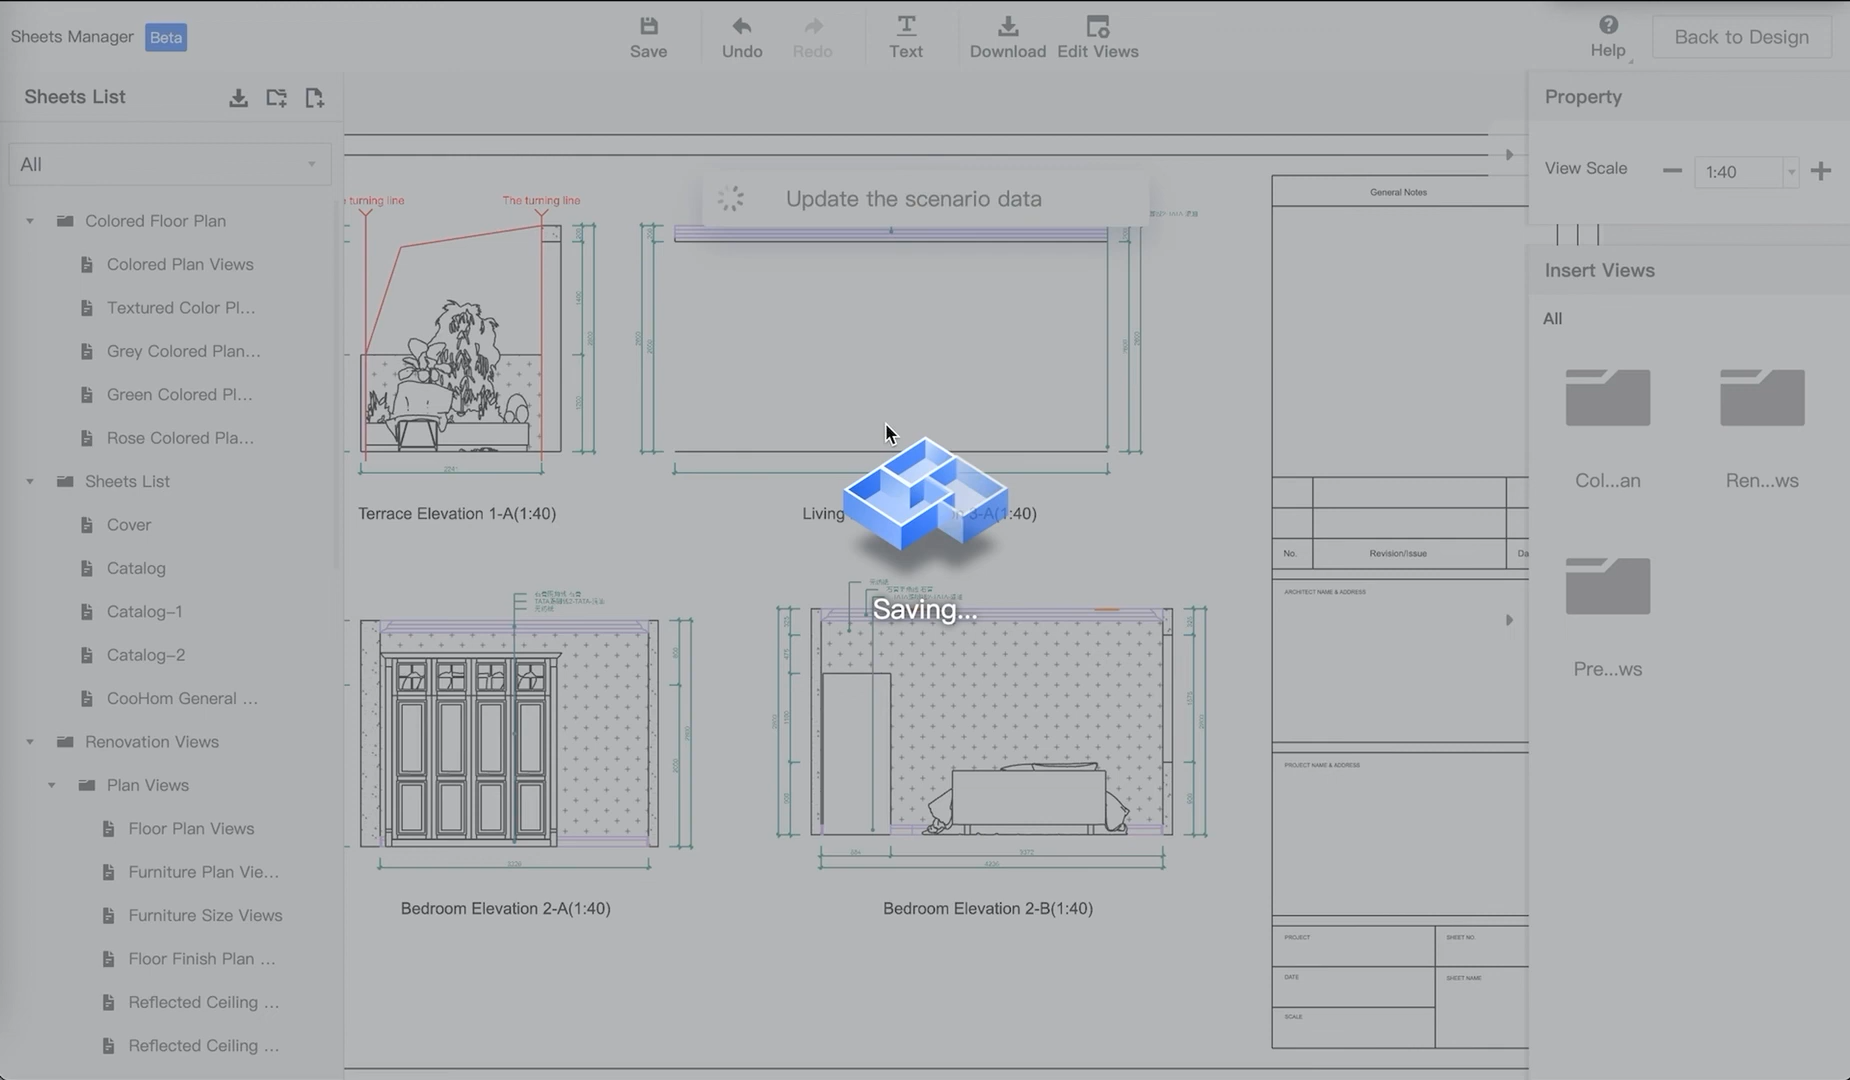 Sheets Manager
Beta
Save
Undo
Redo
Text
Download
Edit Views
Help
Back to Design
Sheets List
All
Colored Floor Plan
Colored Plan Views
Textured Color Pl...
Grey Colored Plan...
Green Colored Pl...
Rose Colored Pla...
Sheets List
Cover
Catalog
Catalog-1
Catalog-2
CooHom General ...
Renovation Views
Plan Views
Floor Plan Views
Furniture Plan Vie...
Furniture Size Views
Floor Finish Plan ...
Reflected Ceiling ...
Reflected Ceiling ...
turning line
The turning line
Update the scenario data
2241
Terrace Elevation 1-A(1:40)
Living
3-A(1:40)
Saving...
3372
Bedroom Elevation 2-A(1:40)
Bedroom Elevation 2-B(1:40)
General Notes
No.
Revision/Issue
Da
ARCHITECT NAME & ADDRESS
PROJECT NAME & ADDRESS
PROJECT
SHEET NO.
DATE
SHEET NAME
SCALE
Property
View Scale
1:40
Insert Views
All
Col...an
Ren...ws
Pre...ws